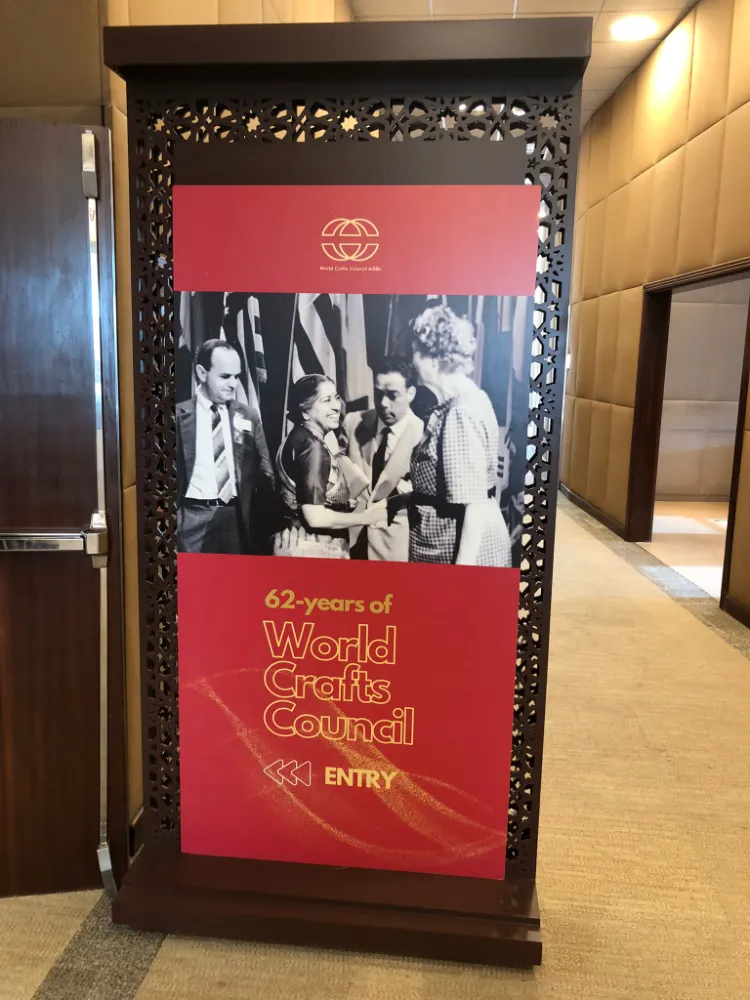 World Crafts Council AISBL
62-years of
World
Crafts
Council
ENTRY